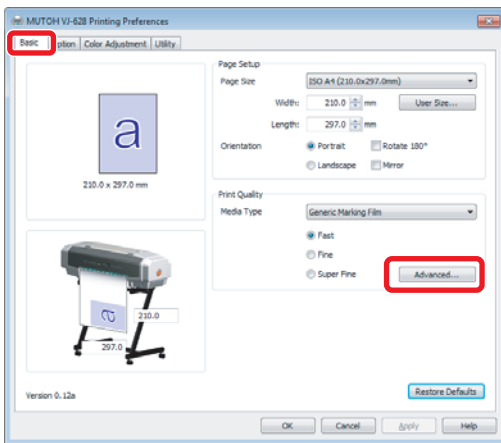 MUTOH VJ-628 Printing Preferences
Basic ption Color Adjustment Utility
a
210.0 x 297.0 mm
a
210.0
297.0
Version 0.12a
Page Setup
Page Size ISO A4 (210.0x297.0mm)
Width: 210.0 mm User Size...
Length: 297.0 mm
Orientation Portrait Rotate 180°
Landscape Mirror
Print Quality
Media Type Generic Marking Film
Fast
Fine
Super Fine Advanced...
Restore Defaults
OK Cancel Apply Help